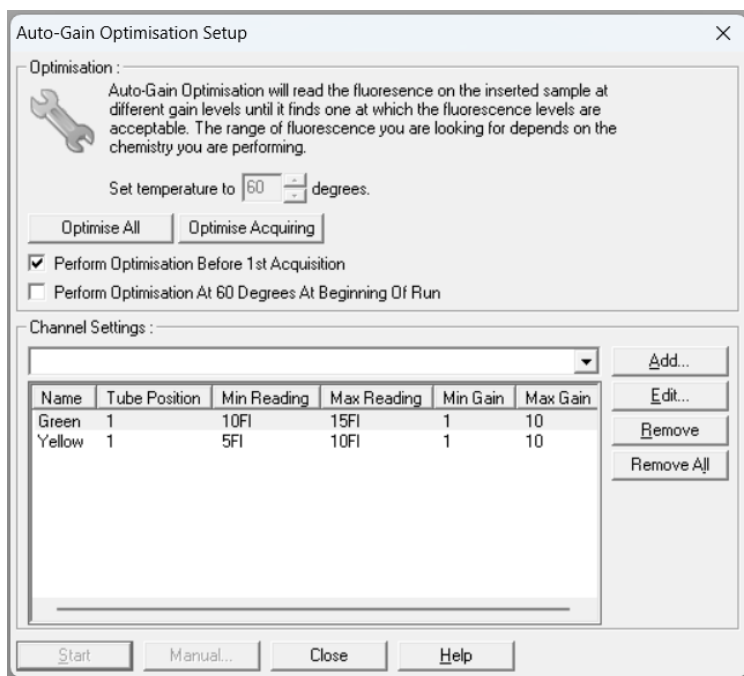 Auto-Gain Optimisation Setup
Optimisation :
Auto-Gain Optimisation will read the fluoresence on the inserted sample at
different gain levels until it finds one at which the fluorescence levels are
acceptable. The range of fluorescence you are looking for depends on the
chemistry you are performing.
Set temperature to 60 degrees.
Optimise All Optimise Acquiring
Perform Optimisation Before 1st Acquisition
Perform Optimisation At 60 Degrees At Beginning Of Run
Channel Settings :
Add...
Name Tube Position Min Reading Max Reading Min Gain Max Gain Edit...
Green 1 10Fl 15Fl 1 10
Remove
Yellow 1 5Fl 10Fl 1 10
Remove All
Start Manual... Close Help